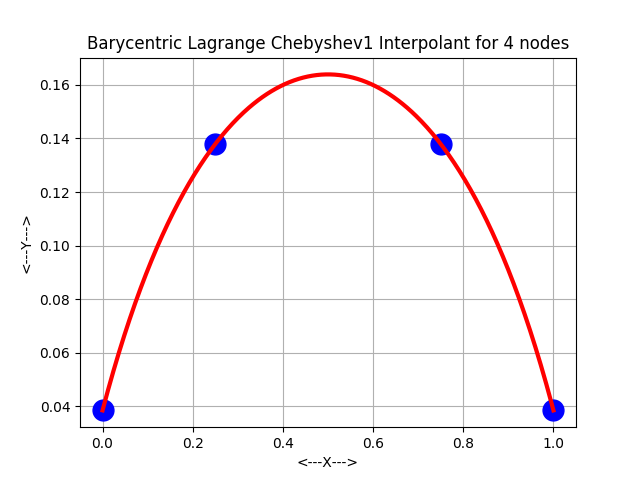 Barycentric Lagrange Chebyshev1 Interpolant for 4 nodes
0.16
0.14
0.12
0.10
0.08
0.06
0.04
<---Y--->
0.0 0.2 0.4 0.6 0.8 1.0
<---X--->